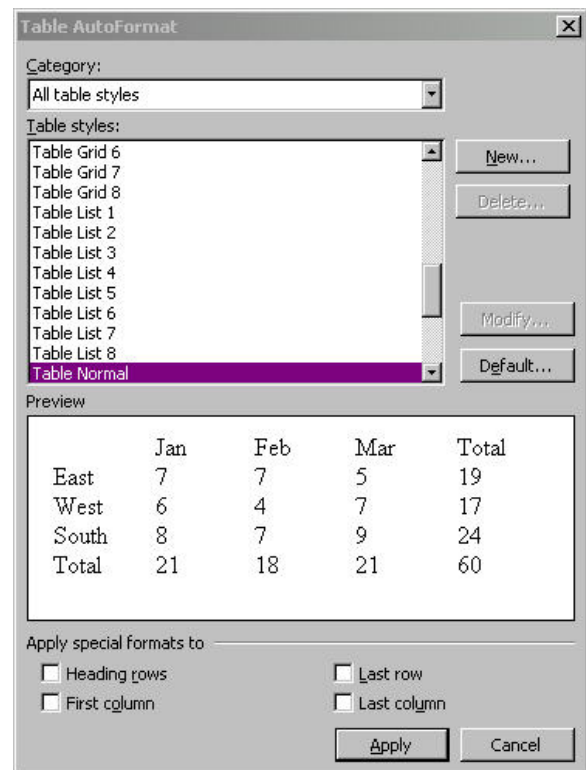 Table AutoFormat
Category:
All table styles
Table styles:
Table Grid 6
Table Grid 7
Table Grid 8
Table List 1
Table List 2
Table List 3
Table List 4
Table List 5
Table List 6
Table List 7
Table List 8
Table Normal
New...
Delete...
Modify...
Default...
Preview
Jan Feb Mar Total
East 7 7 5 19
West 6 4 7 17
South 8 7 9 24
Total 21 18 21 60
Apply special formats to
Heading rows Last row
First column Last column
Apply Cancel